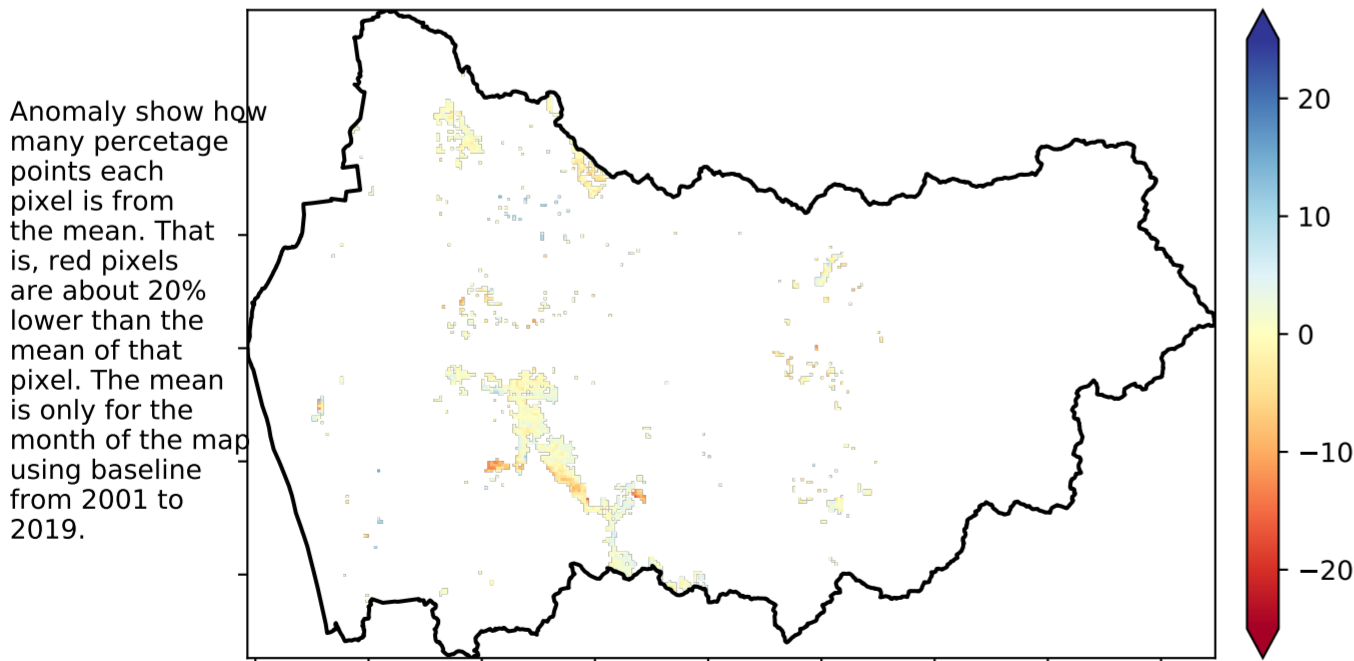 Anomaly show how
many percetage
points each
pixel is from
the mean. That
is, red pixels
are about 20%
lower than the
mean of that
pixel. The mean
is only for the
month of the map
using baseline
from 2001 to
2019.
20
10
0
−10
−20